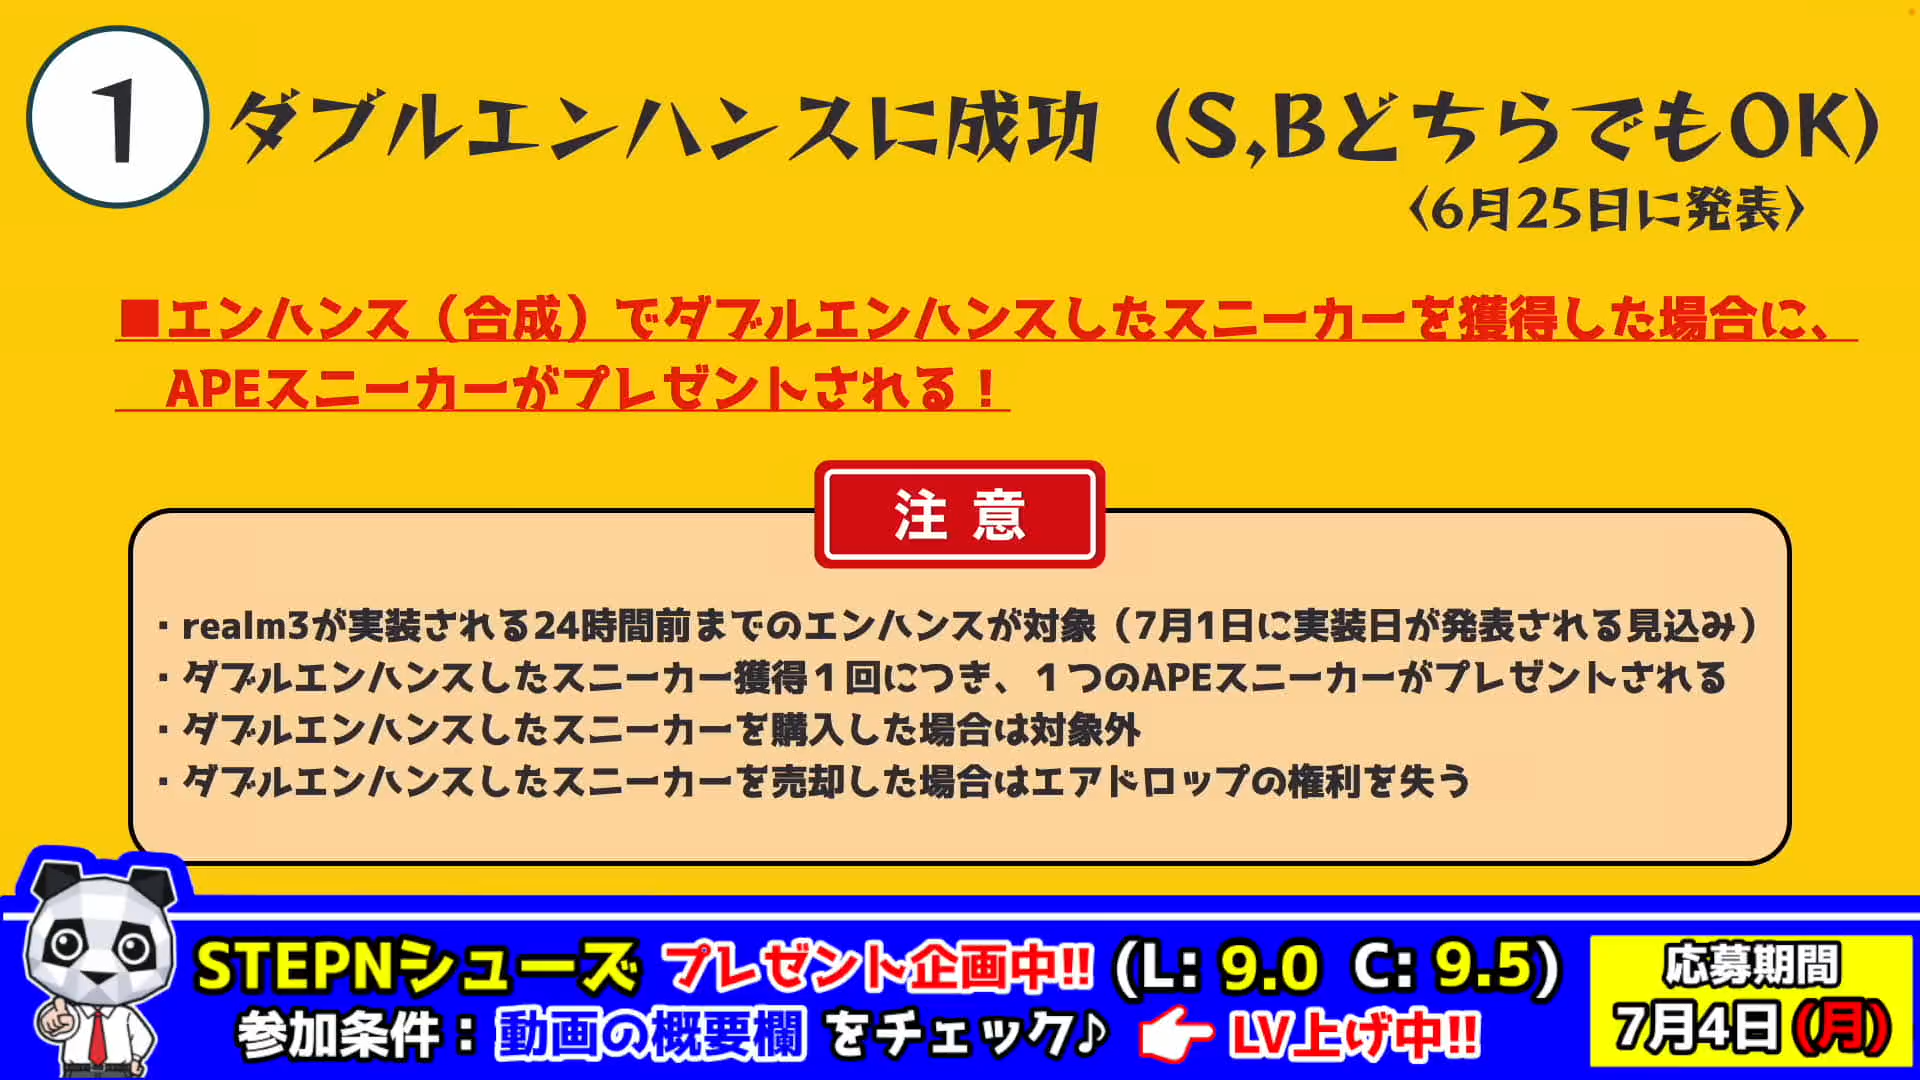 1
ダブルエンハンスに成功（S,BどちらでもOK）
〈6月25日に発表〉
■エンハンス（合成）でダブルエンハンスしたスニーカーを獲得した場合に、
APEスニーカーがプレゼントされる！
注意
・realm3が実装される24時間前までのエンハンスが対象（7月1日に実装日が発表される見込み）
・ダブルエンハンスしたスニーカー獲得１回につき、１つのAPEスニーカーがプレゼントされる
・ダブルエンハンスしたスニーカーを購入した場合は対象外
・ダブルエンハンスしたスニーカーを売却した場合はエアドロップの権利を失う
STEPNシューズ プレゼント企画中!! (L: 9.0 C: 9.5)
参加条件：動画の概要欄 をチェック♪ LV上げ中!!
応募期間
7月4日(月)